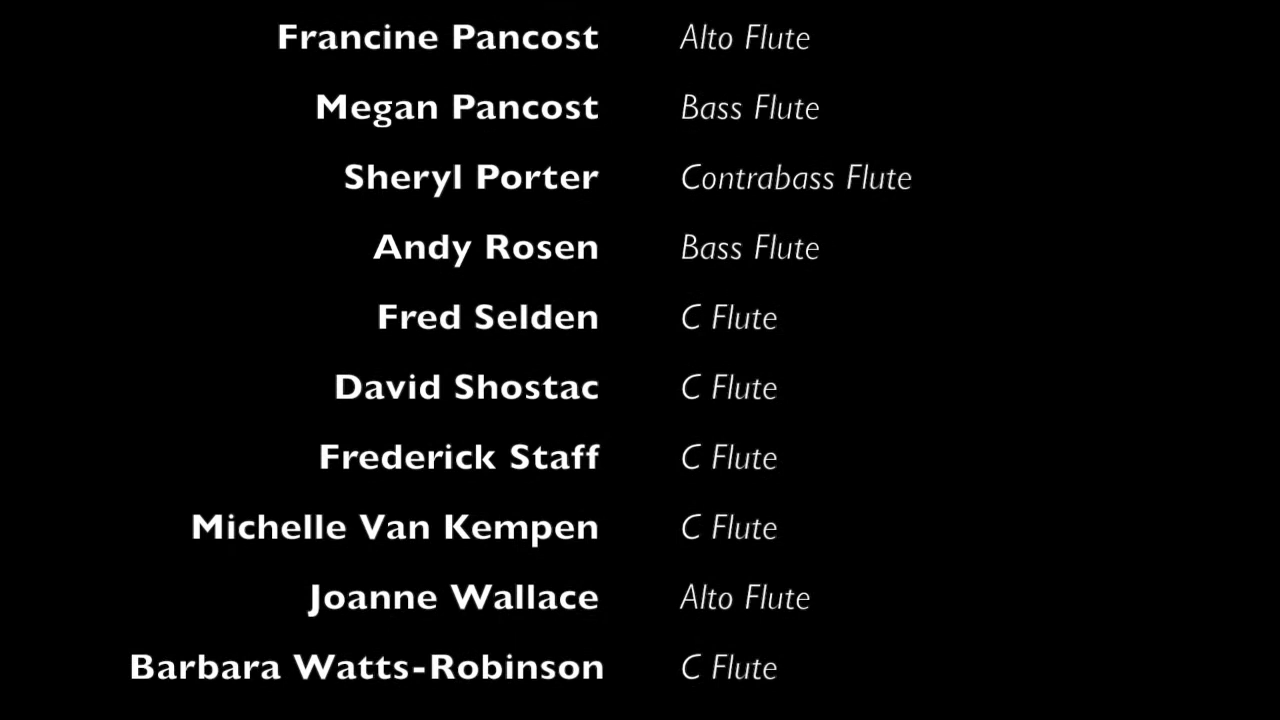 Francine Pancost Alto Flute
Megan Pancost Bass Flute
Sheryl Porter Contrabass Flute
Andy Rosen Bass Flute
Fred Selden C Flute
David Shostac C Flute
Frederick Staff C Flute
Michelle Van Kempen C Flute
Joanne Wallace Alto Flute
Barbara Watts-Robinson C Flute